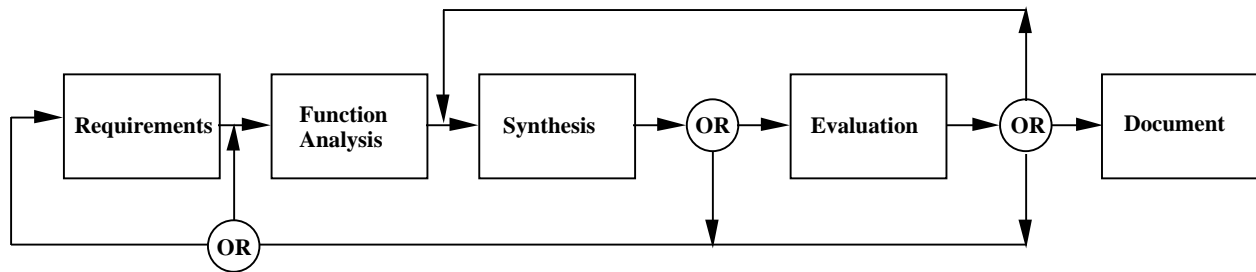 Requirements
Function
Analysis
Synthesis
OR
Evaluation
OR
Document
OR